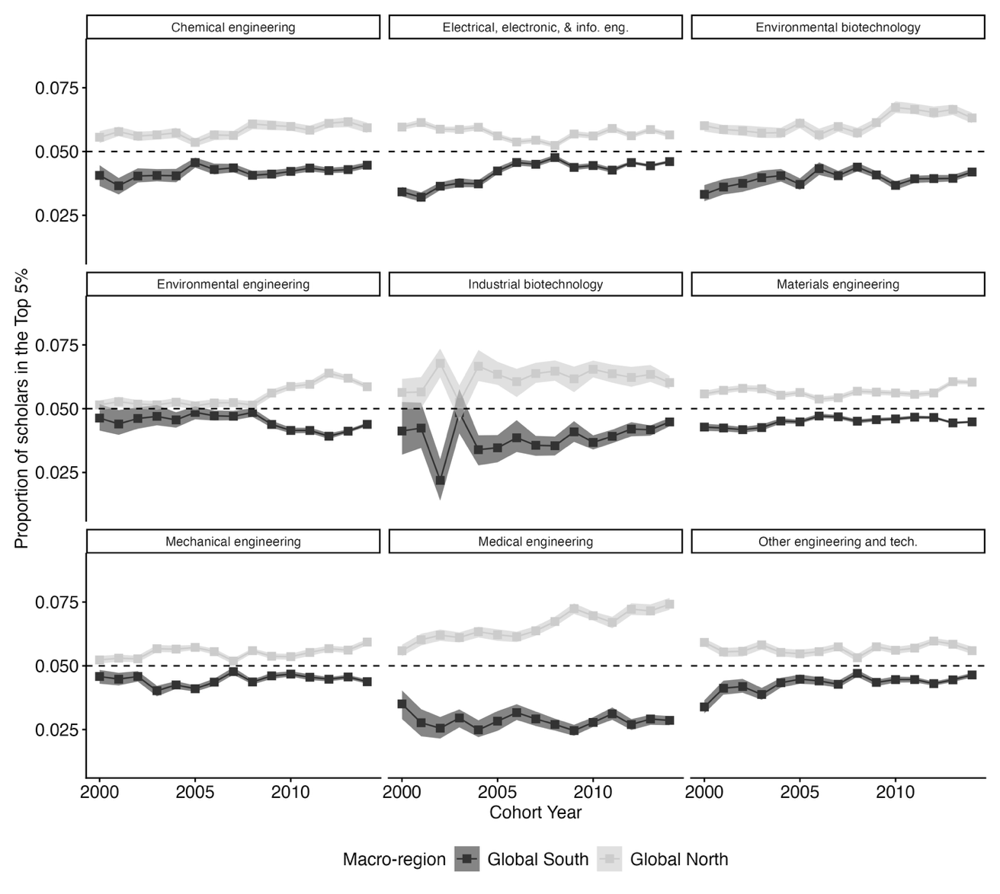 Chemical engineering
Electrical, electronic, & info. eng.
Environmental biotechnology
0.075
0.050
0.025
Proportion of scholars in the Top 5%
Environmental engineering
Industrial biotechnology
Materials engineering
0.075
0.050
0.025
Mechanical engineering
Medical engineering
Other engineering and tech.
0.075
0.050
0.025
2000 2005 2010
2000 2005 2010
2000 2005 2010
Cohort Year
Macro-region Global South Global North